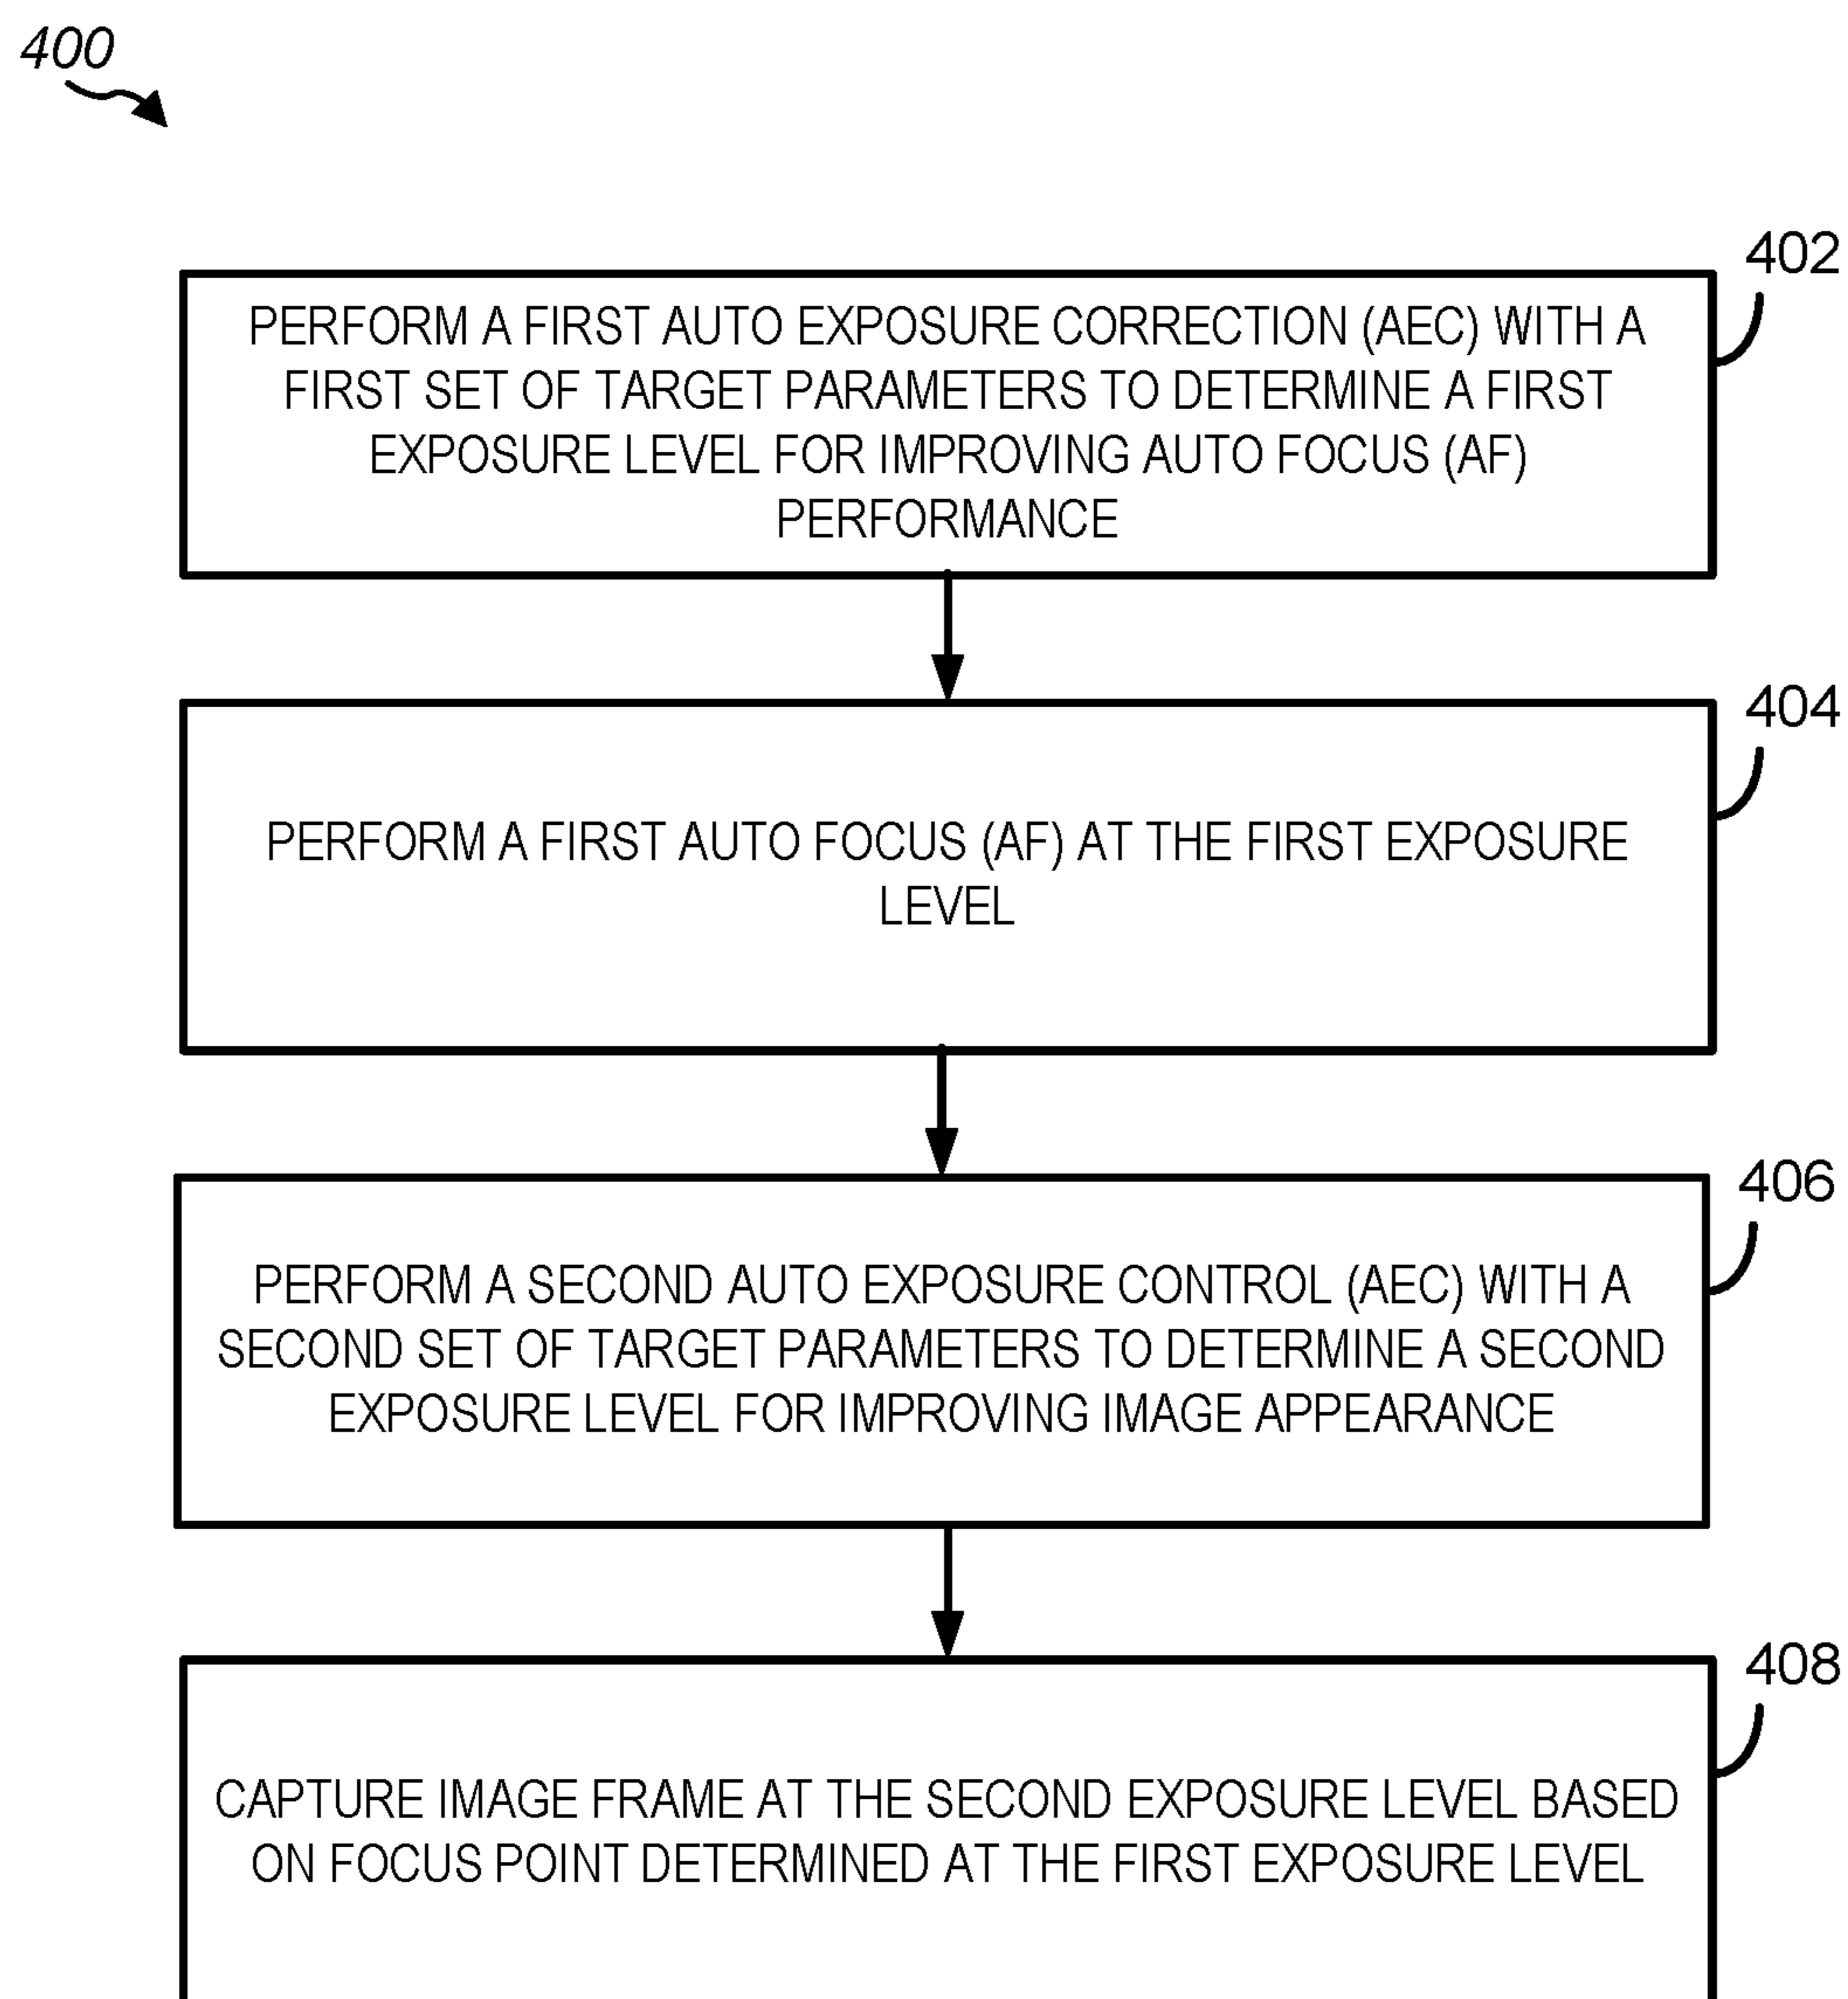 400
402
PERFORM A FIRST AUTO EXPOSURE CORRECTION (AEC) WITH A
FIRST SET OF TARGET PARAMETERS TO DETERMINE A FIRST
EXPOSURE LEVEL FOR IMPROVING AUTO FOCUS (AF)
PERFORMANCE
404
PERFORM A FIRST AUTO FOCUS (AF) AT THE FIRST EXPOSURE
LEVEL
406
PERFORM A SECOND AUTO EXPOSURE CONTROL (AEC) WITH A
SECOND SET OF TARGET PARAMETERS TO DETERMINE A SECOND
EXPOSURE LEVEL FOR IMPROVING IMAGE APPEARANCE
408
CAPTURE IMAGE FRAME AT THE SECOND EXPOSURE LEVEL BASED
ON FOCUS POINT DETERMINED AT THE FIRST EXPOSURE LEVEL